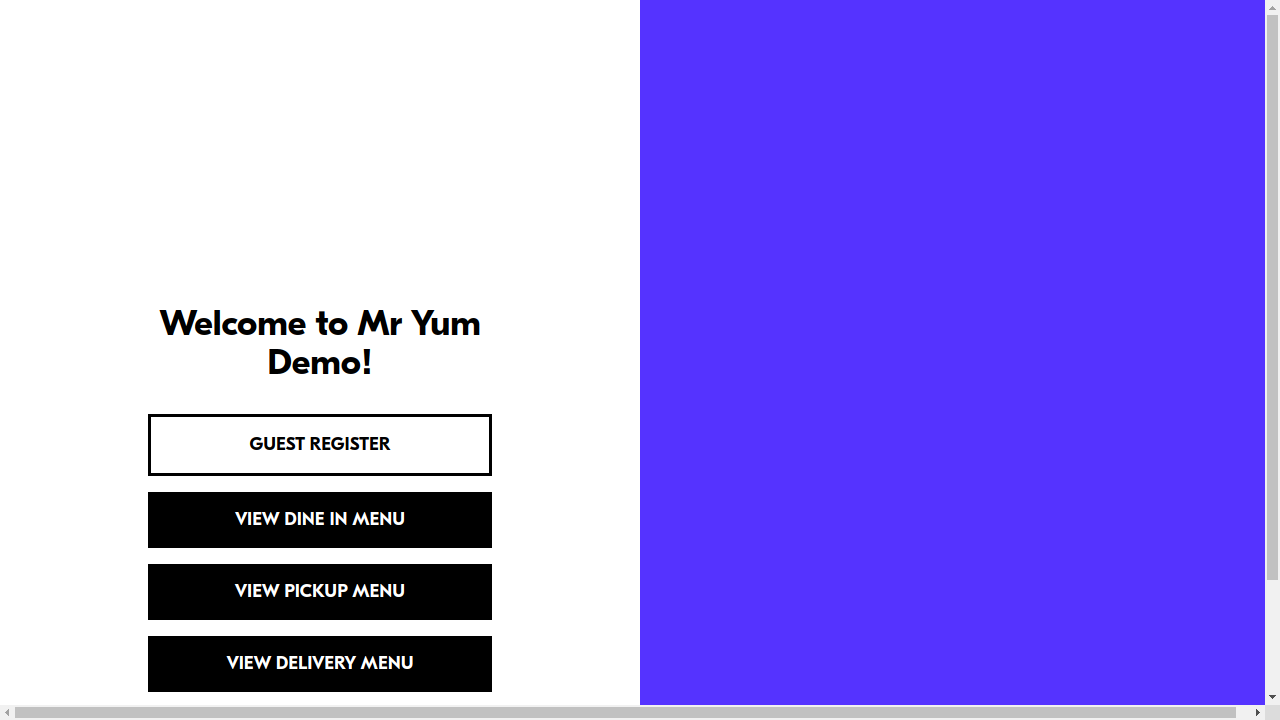 Welcome to Mr Yum
Demo!
GUEST REGISTER
VIEW DINE IN MENU
VIEW PICKUP MENU
VIEW DELIVERY MENU